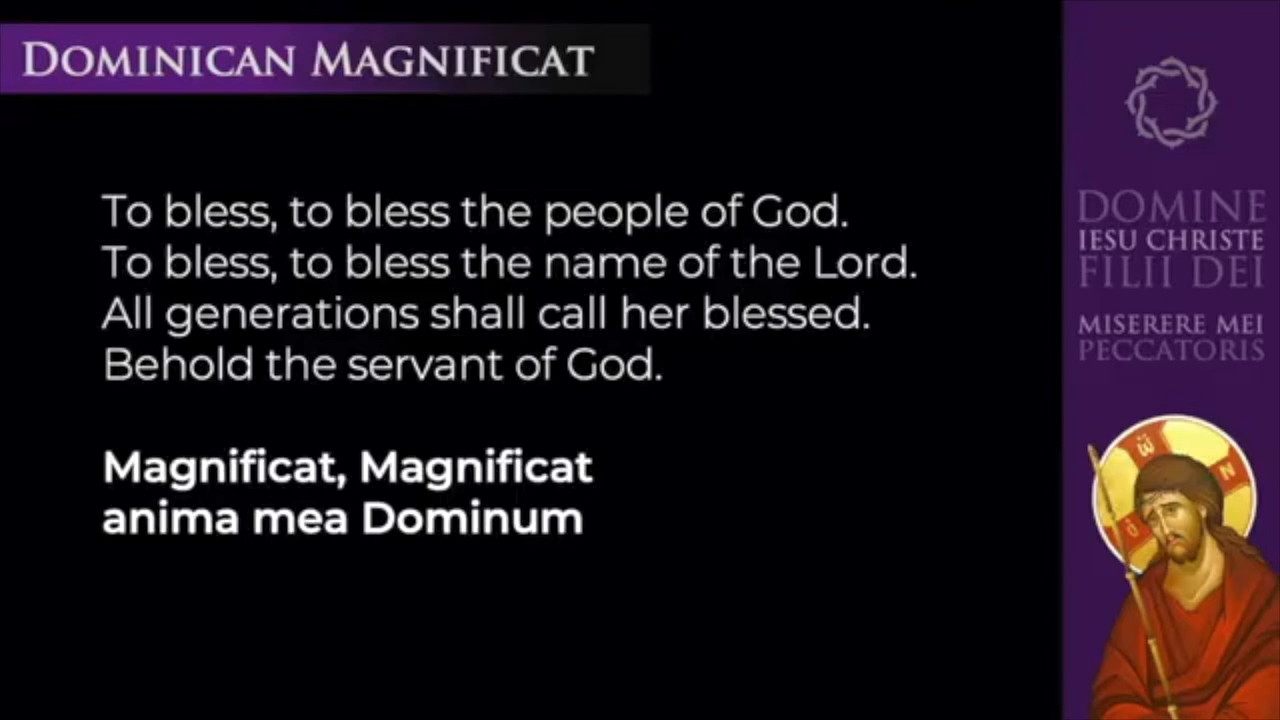 DOMINICAN MAGNIFICAT
To bless, to bless the people of God.
To bless, to bless the name of the Lord.
All generations shall call her blessed.
Behold the servant of God.
Magnificat, Magnificat
anima mea Dominum
DOMINE
IESU CHRISTE
FILII DEI
MISERERE MEI
PECCATORIS